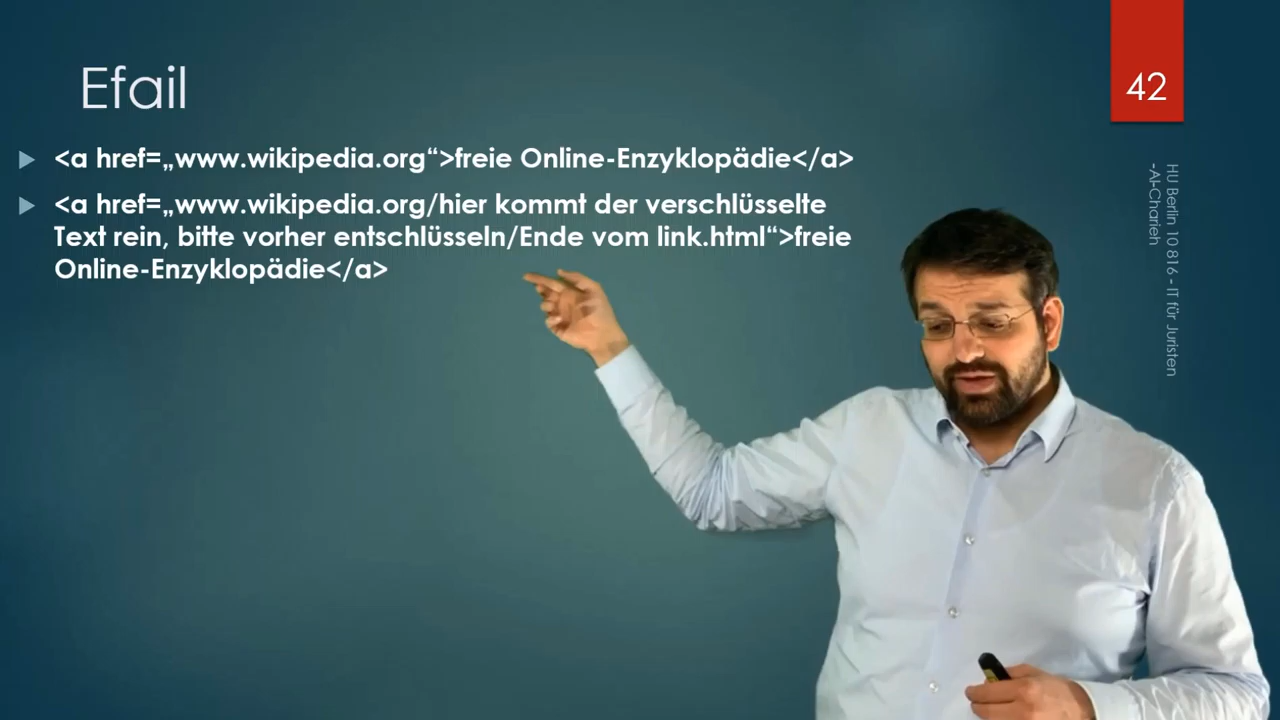 Efail
42
<a href=„www.wikipedia.org“>freie Online-Enzyklopädie</a>
<a href=„www.wikipedia.org/hier kommt der verschlüsselte
Text rein, bitte vorher entschlüsseln/Ende vom link.html“>freie
Online-Enzyklopädie</a>
HU Berlin 10 816 - IT für Juristen
-Al-Charieh